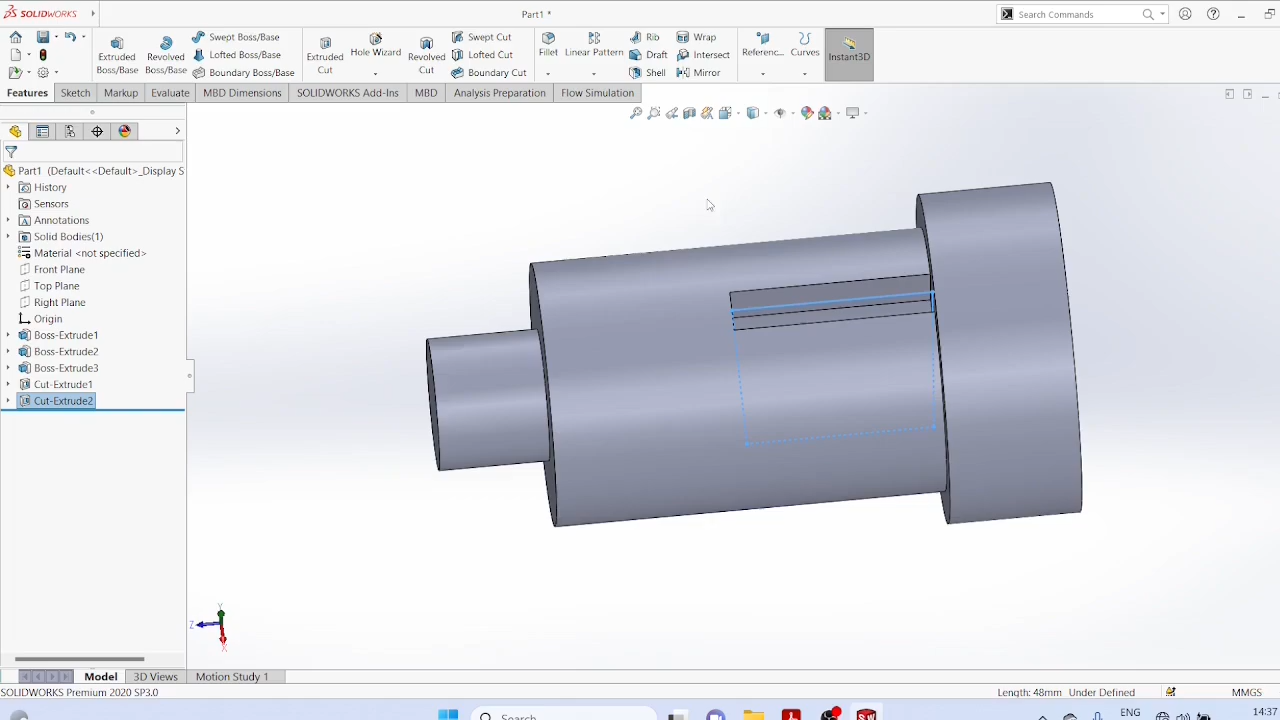 SOLIDWORKS
Part1 *
Search Commands
Extruded Boss/Base
Revolved Boss/Base
Swept Boss/Base
Lofted Boss/Base
Boundary Boss/Base
Extruded Cut
Hole Wizard
Revolved Cut
Swept Cut
Lofted Cut
Boundary Cut
Fillet
Linear Pattern
Rib
Draft
Shell
Wrap
Intersect
Mirror
Referenc...
Curves
Instant3D
Features
Sketch
Markup
Evaluate
MBD Dimensions
SOLIDWORKS Add-Ins
MBD
Analysis Preparation
Flow Simulation
Part1 (Default<<Default>_Display S
History
Sensors
Annotations
Solid Bodies(1)
Material <not specified>
Front Plane
Top Plane
Right Plane
Origin
Boss-Extrude1
Boss-Extrude2
Boss-Extrude3
Cut-Extrude1
Cut-Extrude2
Y
Z
X
Model
3D Views
Motion Study 1
SOLIDWORKS Premium 2020 SP3.0
Length: 48mm
Under Defined
MMGS
Search
ENG
14:37